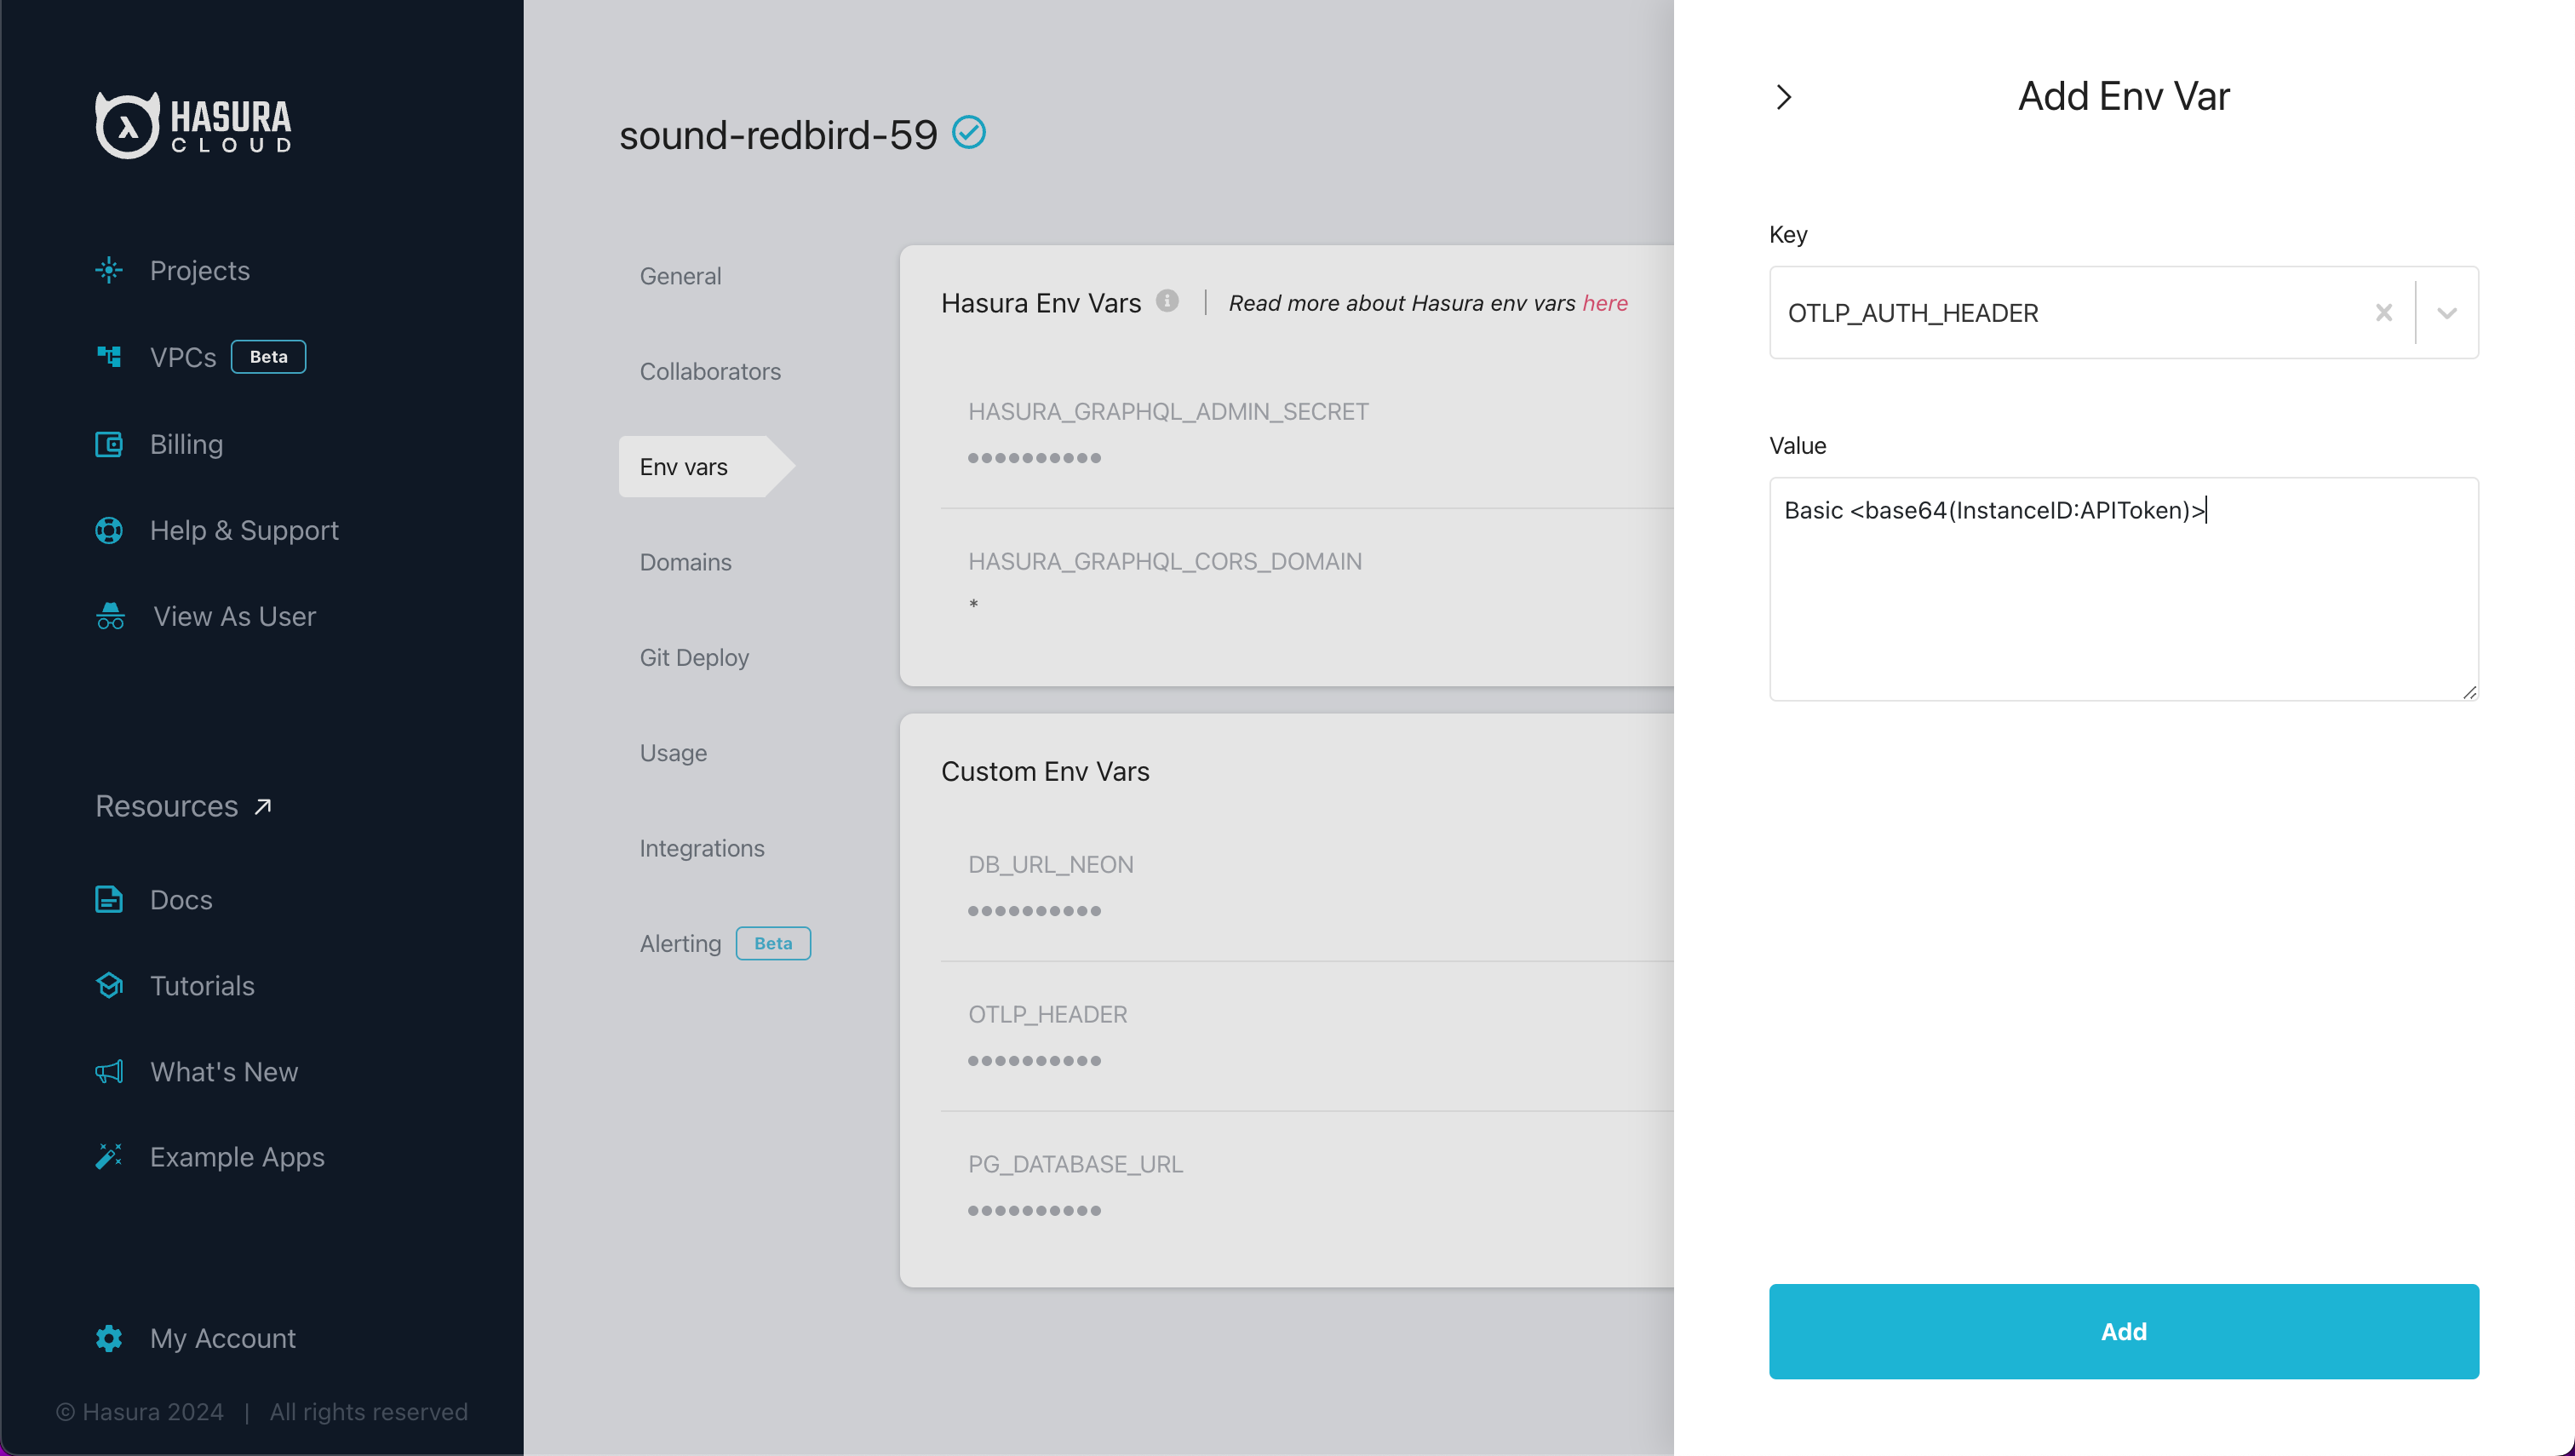 HASURA
CLOUD
Projects
VPCs Beta
Billing
Help & Support
View As User
Resources
Docs
Tutorials
What's New
Example Apps
My Account
© Hasura 2024 | All rights reserved
sound-redbird-59
General
Collaborators
Env vars
Domains
Git Deploy
Usage
Integrations
Alerting Beta
Hasura Env Vars | Read more about Hasura env vars here
HASURA_GRAPHQL_ADMIN_SECRET
••••••••••
HASURA_GRAPHQL_CORS_DOMAIN
*
Custom Env Vars
DB_URL_NEON
••••••••••
OTLP_HEADER
••••••••••
PG_DATABASE_URL
••••••••••
Add Env Var
Key
OTLP_AUTH_HEADER
Value
Basic <base64(InstanceID:APIToken)>
Add